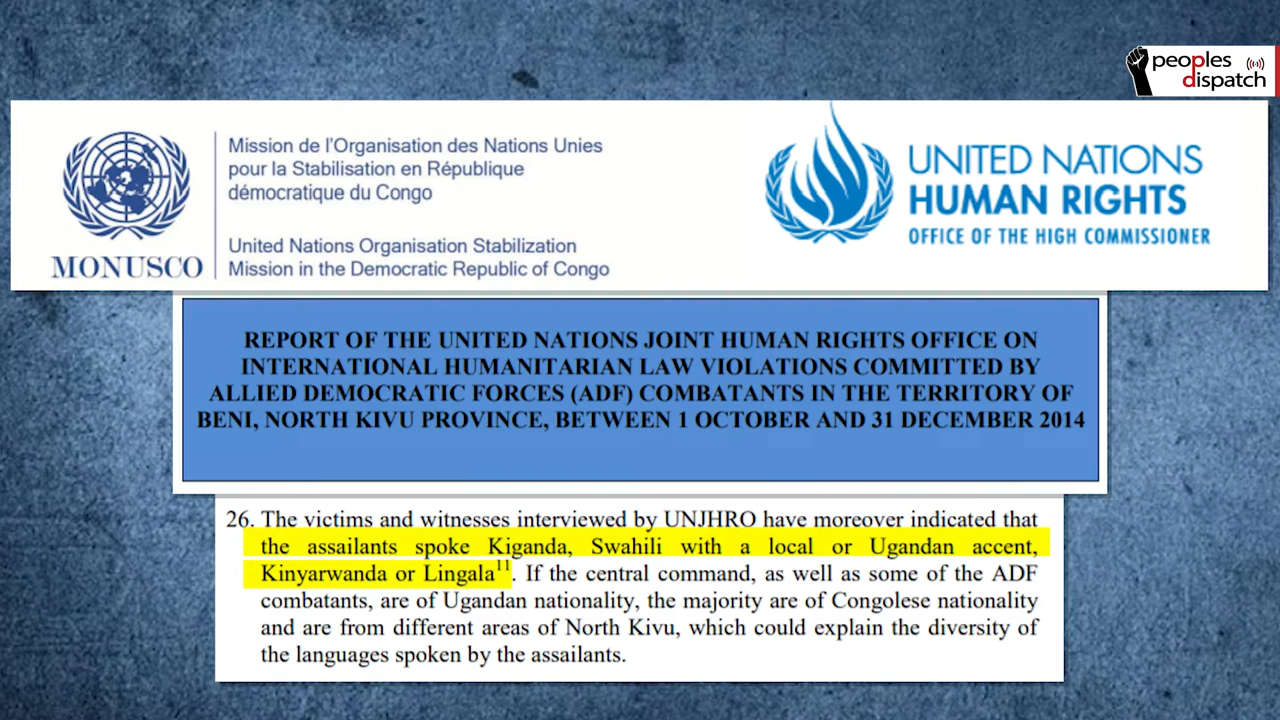 peoples
dispatch
Mission de l'Organisation des Nations Unies
pour la Stabilisation en République
démocratique du Congo
United Nations Organisation Stabilization
Mission in the Democratic Republic of Congo
MONUSCO
UNITED NATIONS
HUMAN RIGHTS
OFFICE OF THE HIGH COMMISSIONER
REPORT OF THE UNITED NATIONS JOINT HUMAN RIGHTS OFFICE ON
INTERNATIONAL HUMANITARIAN LAW VIOLATIONS COMMITTED BY
ALLIED DEMOCRATIC FORCES (ADF) COMBATANTS IN THE TERRITORY OF
BENI, NORTH KIVU PROVINCE, BETWEEN 1 OCTOBER AND 31 DECEMBER 2014
26. The victims and witnesses interviewed by UNJHRO have moreover indicated that
the assailants spoke Kiganda, Swahili with a local or Ugandan accent,
Kinyarwanda or Lingala¹¹. If the central command, as well as some of the ADF
combatants, are of Ugandan nationality, the majority are of Congolese nationality
and are from different areas of North Kivu, which could explain the diversity of
the languages spoken by the assailants.